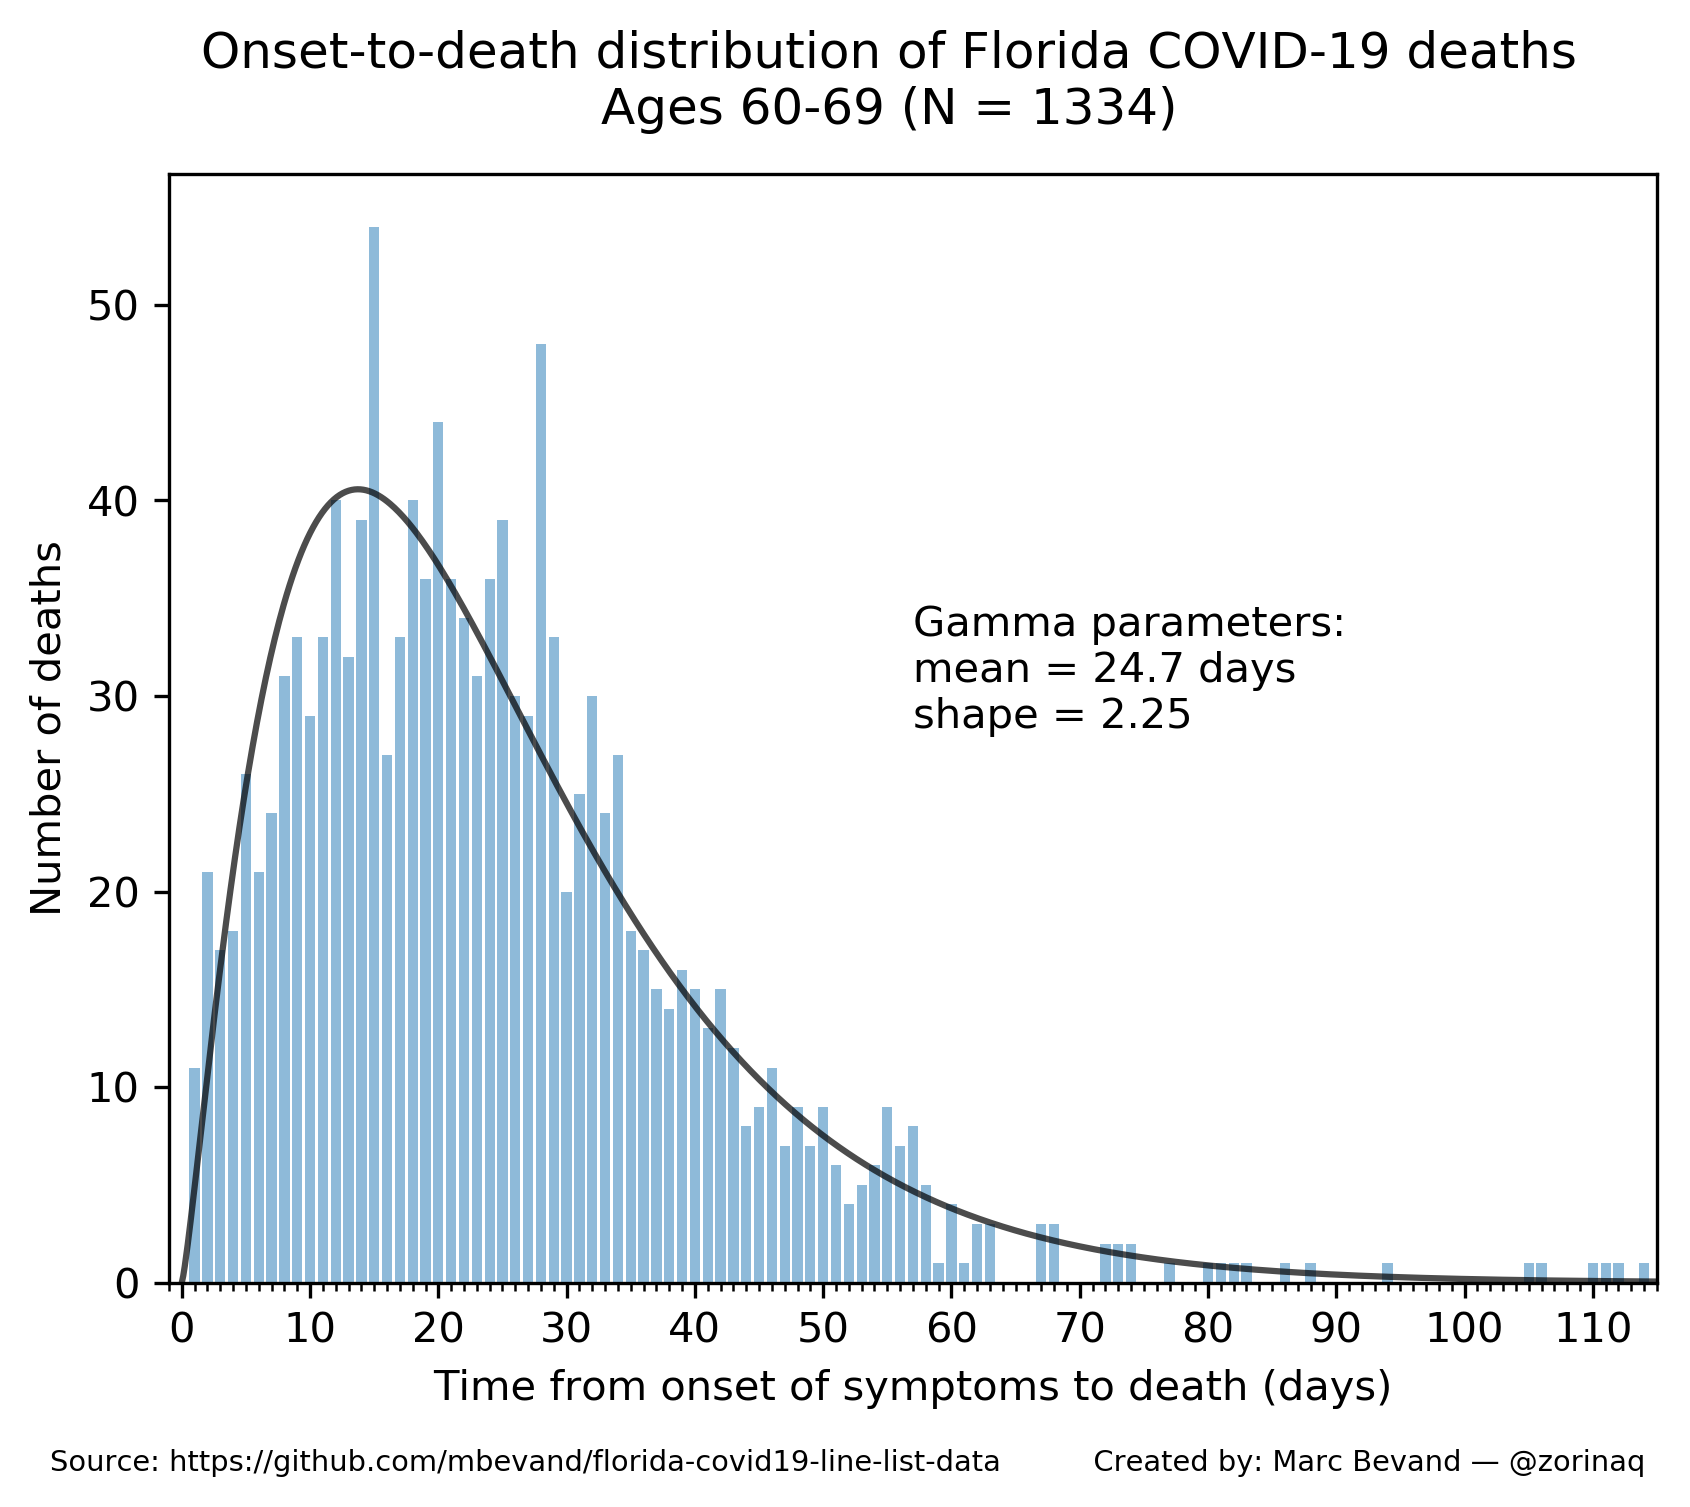 Onset-to-death distribution of Florida COVID-19 deaths
Ages 60-69 (N = 1334)
50
40
30
20
10
0
Number of deaths
Gamma parameters:
mean = 24.7 days
shape = 2.25
0 10 20 30 40 50 60 70 80 90 100 110
Time from onset of symptoms to death (days)
Source: https://github.com/mbevand/florida-covid19-line-list-data
Created by: Marc Bevand — @zorinaq